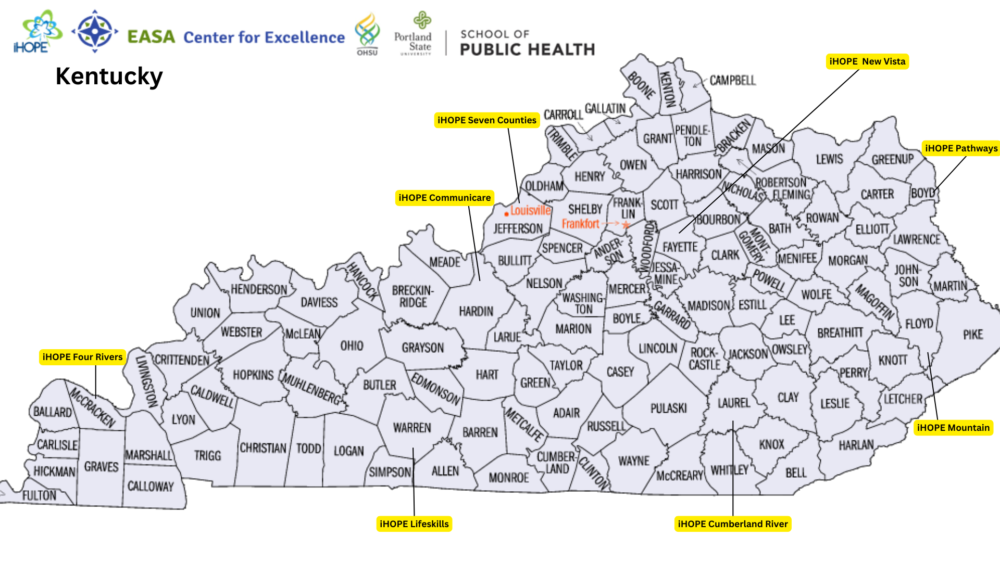 iHOPE
EASA Center for Excellence
OHSU
Portland
State
UNIVERSITY
SCHOOL OF
PUBLIC HEALTH
Kentucky
iHOPE New Vista
iHOPE Seven Counties
iHOPE Pathways
iHOPE Communicare
iHOPE Four Rivers
iHOPE Mountain
iHOPE Lifeskills
iHOPE Cumberland River
BOONE
KENTON
CAMPBELL
CARROLL
GALLATIN
TRIMBLE
GRANT
PENDLE-
TON
BRACKEN
MASON
LEWIS
GREENUP
HENRY
OWEN
HARRISON
ROBERTSON
NICHOLAS
FLEMING
CARTER
BOYD
OLDHAM
SHELBY
FRANK-
LIN
SCOTT
BOURBON
BATH
ROWAN
ELLIOTT
LAWRENCE
Louisville
Frankfort
JEFFERSON
SPENCER
ANDER-
SON
WOODFORD
FAYETTE
CLARK
MONT-
GOMERY
MENIFEE
MORGAN
JOHN-
SON
MARTIN
MEADE
BULLITT
HANCOCK
BRECKIN-
RIDGE
HARDIN
NELSON
WASHING-
TON
MERCER
JESSA-
MINE
POWELL
WOLFE
MAGOFFIN
HENDERSON
DAVIESS
UNION
WEBSTER
McLEAN
OHIO
GRAYSON
LARUE
MARION
BOYLE
GARRARD
MADISON
ESTILL
LEE
BREATHITT
FLOYD
PIKE
CRITTENDEN
LIVINGSTON
HOPKINS
MUHLENBERG
BUTLER
EDMONSON
HART
GREEN
TAYLOR
CASEY
LINCOLN
ROCK-
CASTLE
JACKSON
OWSLEY
PERRY
KNOTT
LETCHER
BALLARD
McCRACKEN
CALDWELL
LYON
WARREN
BARREN
METCALFE
ADAIR
RUSSELL
PULASKI
LAUREL
CLAY
LESLIE
CARLISLE
GRAVES
MARSHALL
TRIGG
CHRISTIAN
TODD
LOGAN
SIMPSON
ALLEN
MONROE
CUMBER-
LAND
CLINTON
WAYNE
McCREARY
WHITLEY
KNOX
BELL
HARLAN
HICKMAN
FULTON
CALLOWAY